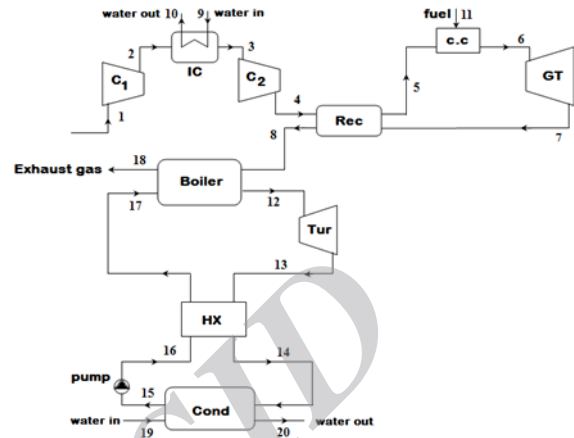 water out 10 9 water in
fuel 11
2 3 6
IC
c.c
C1 C2 GT
4 5
1
Rec
8 7
18
Exhaust gas
Boiler
17 12
Tur
13
HX
16 14
pump
15
Cond
water in water out
19 20
SID